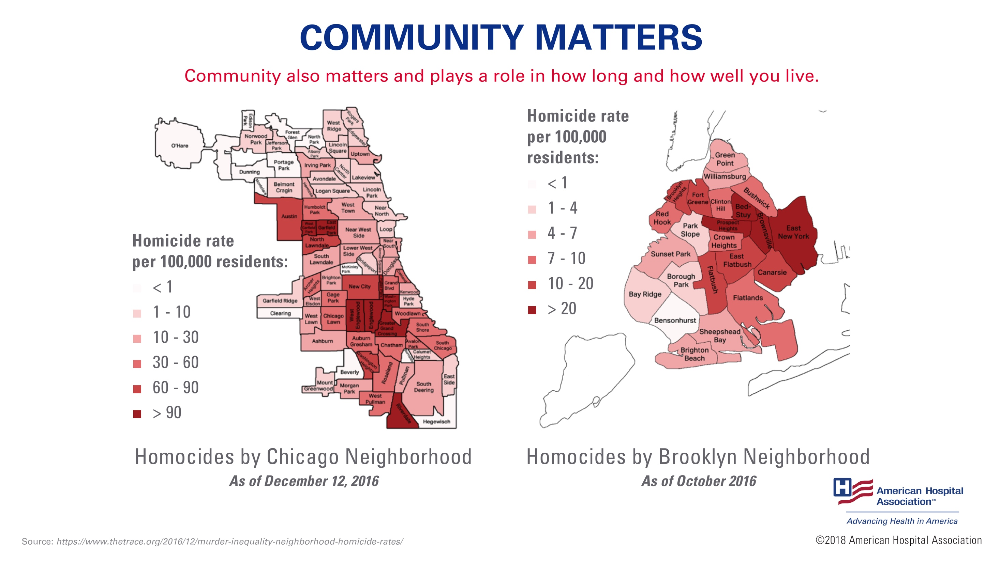 COMMUNITY MATTERS
Community also matters and plays a role in how long and how well you live.
Homicide rate
per 100,000 residents:
< 1
1 - 10
10 - 30
30 - 60
60 - 90
> 90
O'Hare
Edison
Park
Norwood
Park
Jefferson
Park
Forest
Glen
North
Park
West
Ridge
Rogers
Park
Edgewater
Lincoln
Square
Albany
Park
Uptown
Portage
Park
Irving Park
North
Center
Dunning
Lakeview
Avondale
Montclare
Belmont
Cragin
Hermosa
Logan Square
Lincoln
Park
Austin
Humboldt
Park
West
Town
Near
North
West
Garfield
Park
East
Garfield
Park
Near West
Side
Loop
North
Lawndale
Near
South
Lower West
Side
South
Lawndale
Bridgeport
Armor Square
Douglas
McKinley
Park
Oakland
Archer
Heights
Brighton
Park
New City
Grand
Blvd
Kenwood
Garfield Ridge
West
Elsdon
Gage
Park
Wash-
ington
Park
Hyde
Park
Clearing
West
Lawn
Chicago
Lawn
West
Englewood
Englewood
Woodlawn
Greater
Grand
Crossing
South
Shore
Ashburn
Auburn
Gresham
Chatham
Avalon
Park
South
Chicago
Burnside
Calumet
Heights
Washington
Heights
Beverly
Roseland
Pullman
East
Side
Mount
Greenwood
Morgan
Park
South
Deering
West
Pullman
Riverdale
Hegewisch
Homocides by Chicago Neighborhood
As of December 12, 2016
Homicide rate
per 100,000
residents:
< 1
1 - 4
4 - 7
7 - 10
10 - 20
> 20
Green
Point
Williamsburg
Brooklyn
Heights
Fort
Greene
Clinton
Hill
Bed-
Stuy
Bushwick
Red
Hook
Park
Slope
Prospect
Heights
Brownsville
East
New York
Crown
Heights
Sunset Park
East
Flatbush
Canarsie
Borough
Park
Flatbush
Bay Ridge
Flatlands
Bensonhurst
Sheepshead
Bay
Brighton
Beach
Homocides by Brooklyn Neighborhood
As of October 2016
H
American Hospital
Association™
Advancing Health in America
Source: https://www.thetrace.org/2016/12/murder-inequality-neighborhood-homicide-rates/
©2018 American Hospital Association